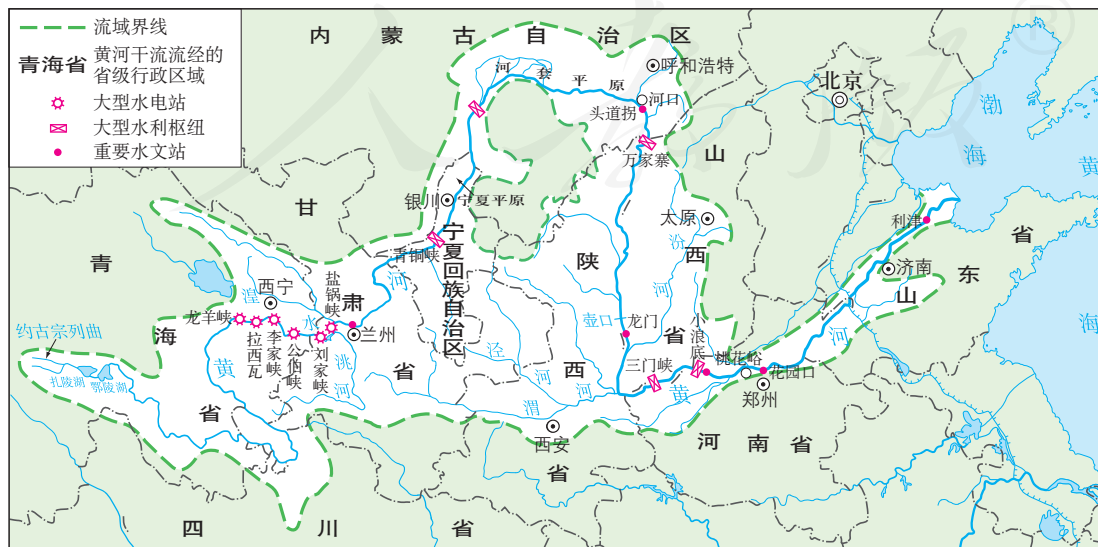 流域界线
青海省 黄河干流流经的
省级行政区域
大型水电站
大型水利枢纽
重要水文站
内蒙古自治区
河套平原
呼和浩特
河口
头道拐
万家寨
北京
渤海
黄海
山西省
太原
汾河
甘肃省
银川
宁夏平原
宁夏回族自治区
青铜峡
陕西省
壶口
龙门
小浪底
三门峡
桃花峪
花园口
郑州
黄河
利津
济南
山东省
青海省
西宁
湟水
龙羊峡
拉西瓦
李家峡
公伯峡
刘家峡
盐锅峡
兰州
洮河
黄河
约古宗列曲
扎陵湖
鄂陵湖
泾河
渭河
西安
河南省
四川省
R